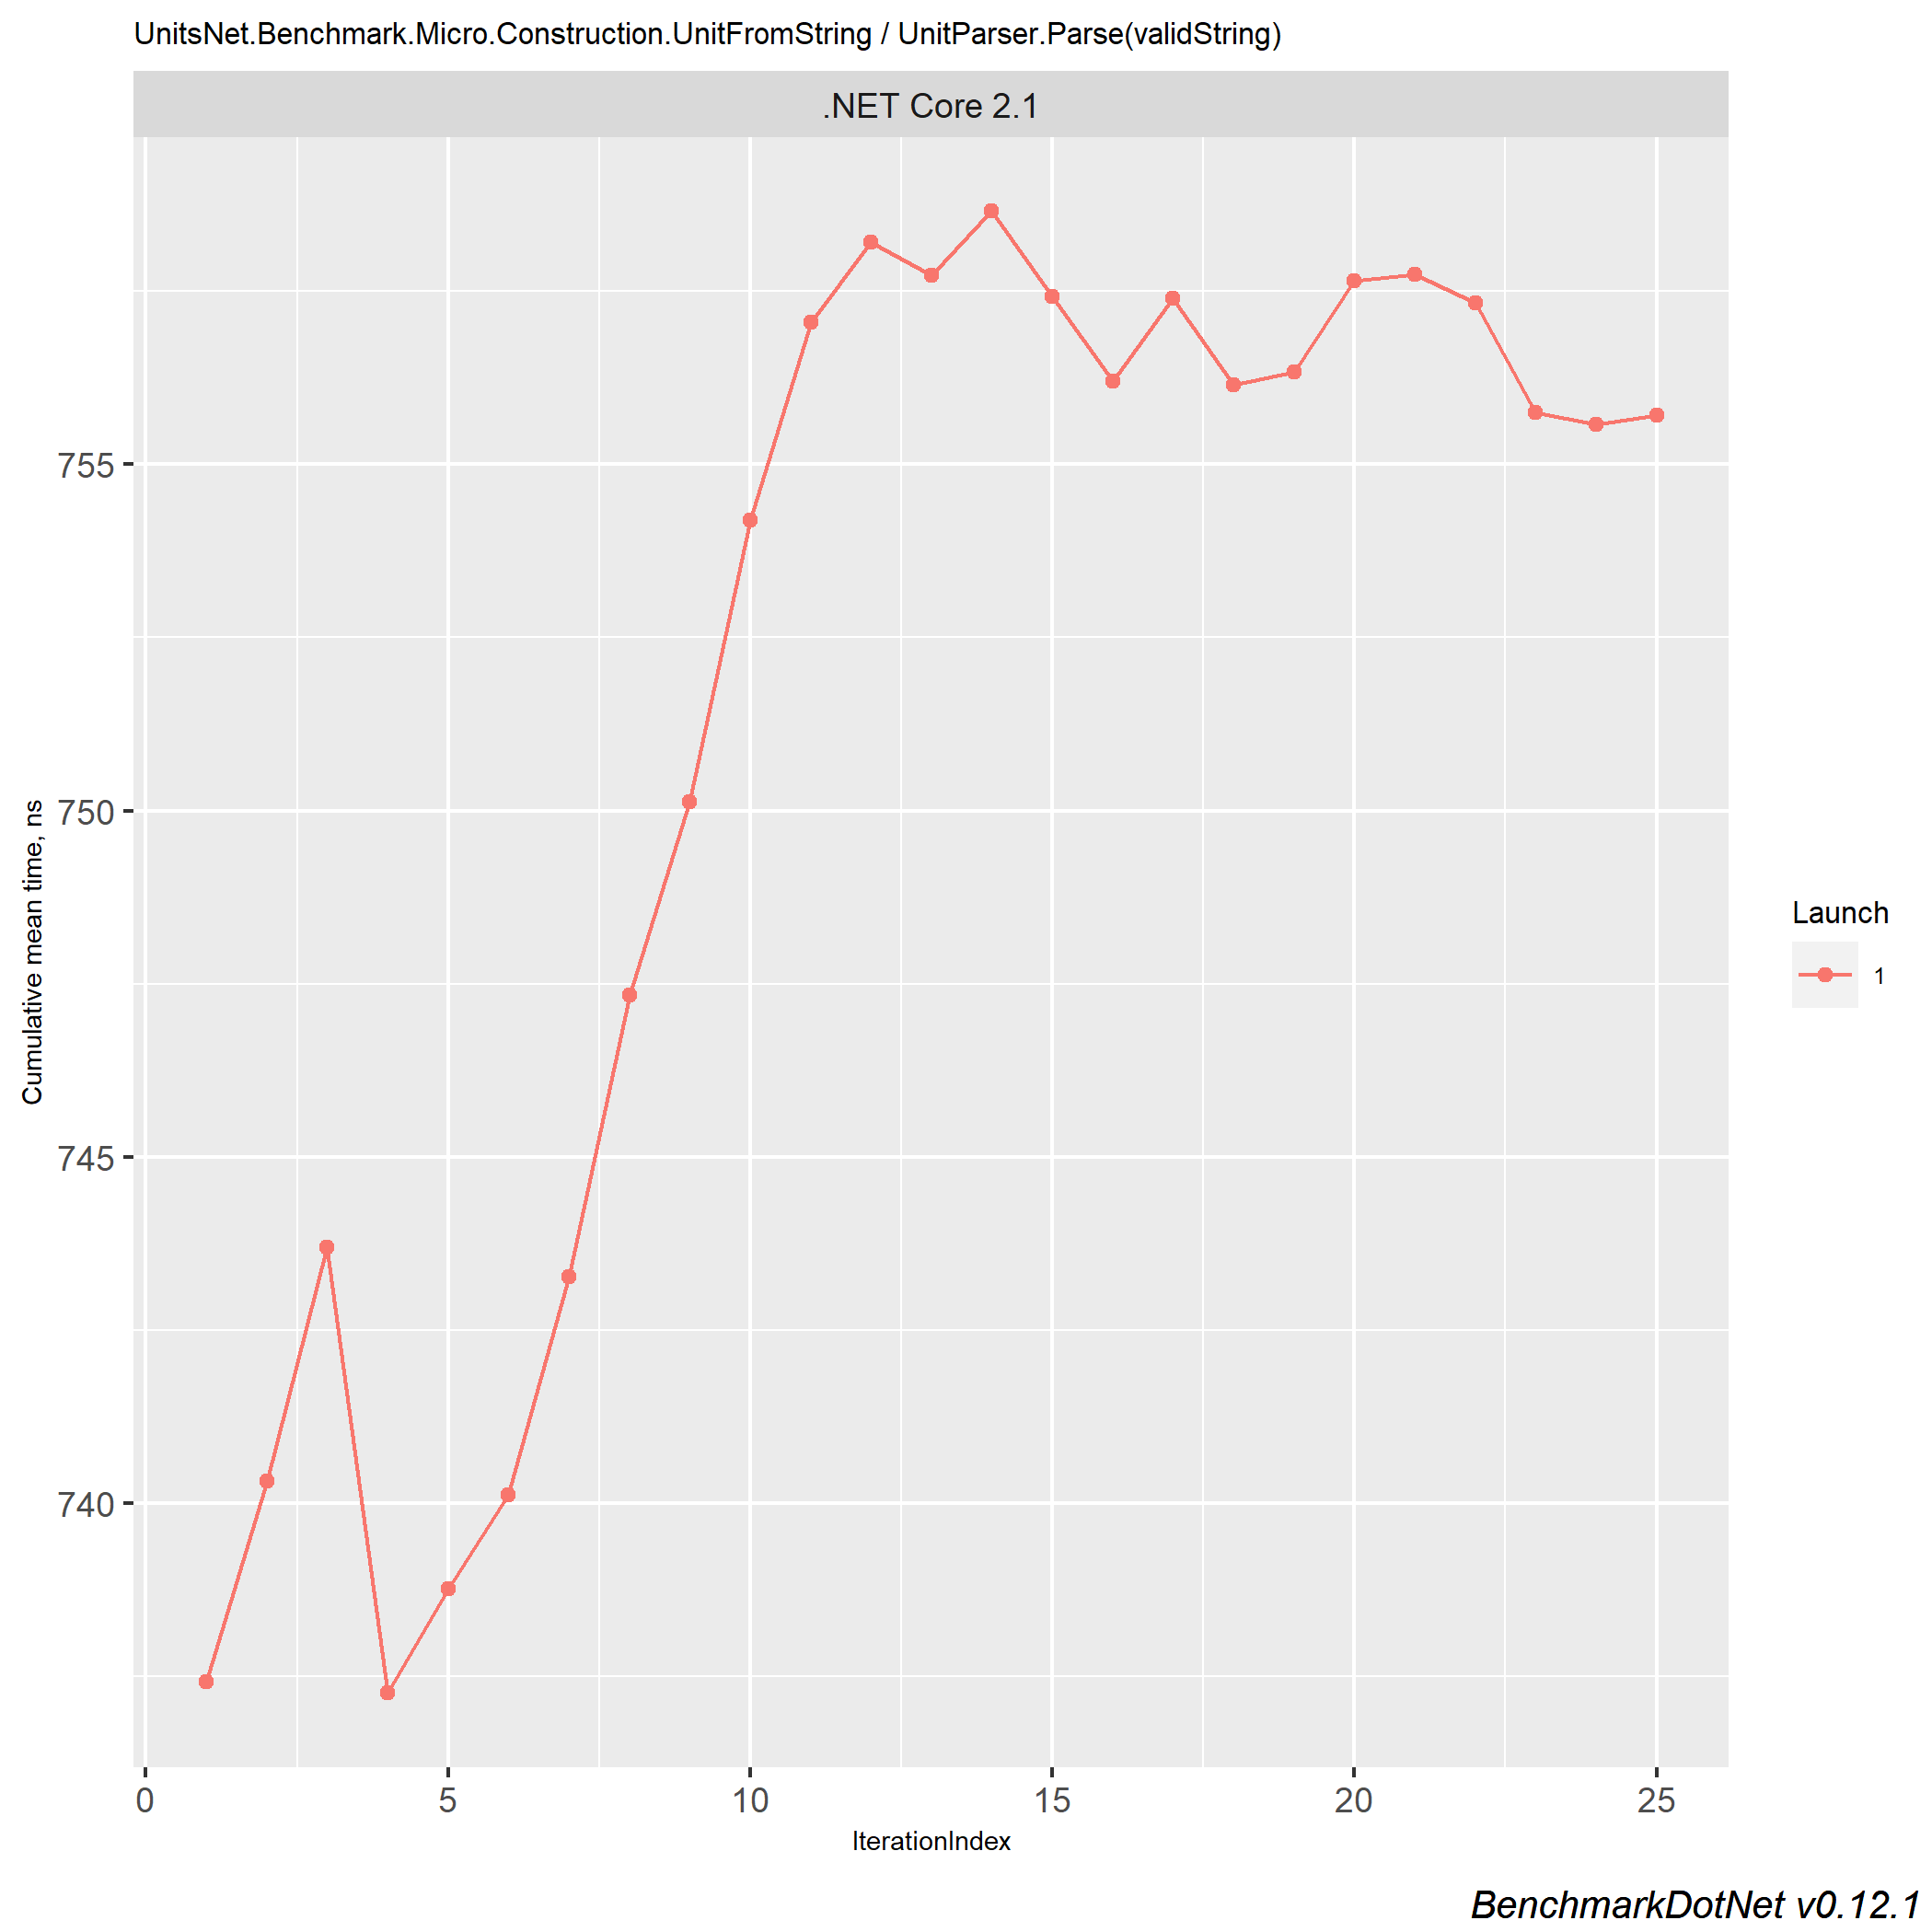 UnitsNet.Benchmark.Micro.Construction.UnitFromString / UnitParser.Parse(validString)
.NET Core 2.1
Cumulative mean time, ns
755
750
745
740
0 5 10 15 20 25
IterationIndex
Launch
1
BenchmarkDotNet v0.12.1